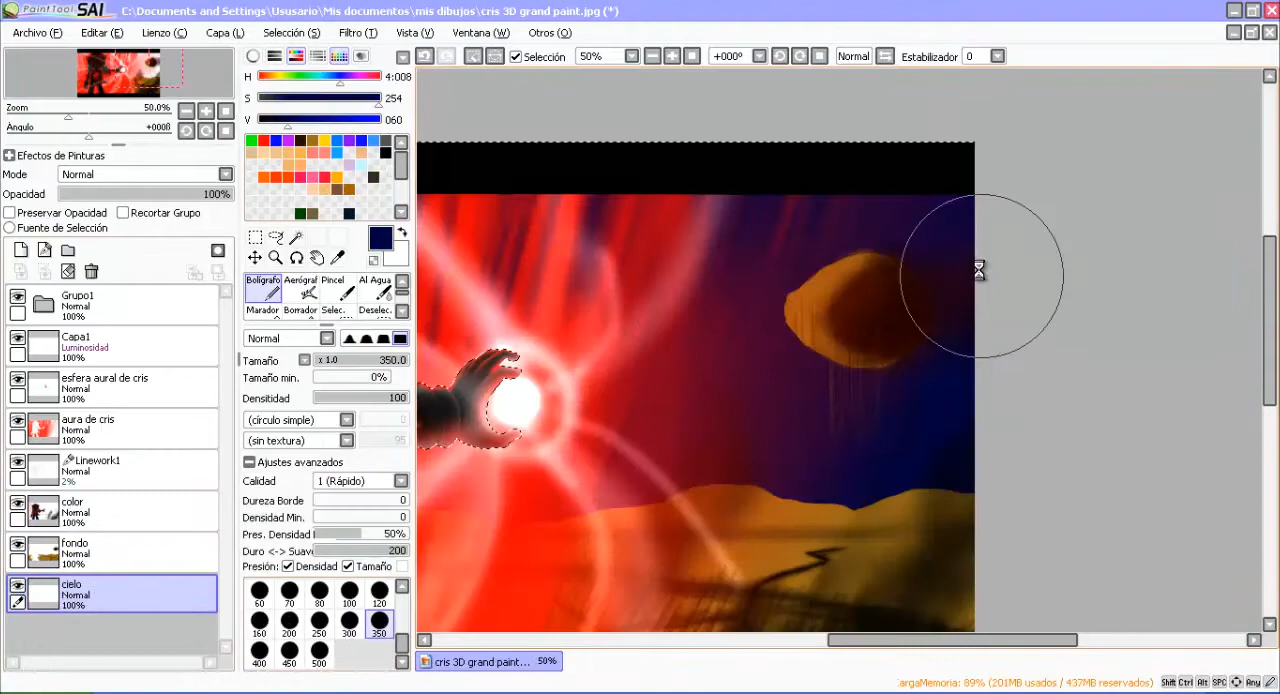 PaintTool SAI C:\Documents and Settings\Ususario\Mis documentos\mis dibujos\cris 3D grand paint.jpg (*)
Archivo (F) Editar (E) Lienzo (C) Capa (L) Selección (S) Filtro (T) Vista (V) Ventana (W) Otros (O)
Selección 50% +000º Normal Estabilizador 0
Zoom 50.0%
Ángulo +000ß
Efectos de Pinturas
Modo Normal
Opacidad 100%
Preservar Opacidad Recortar Grupo
Fuente de Selección
Grupo1
Normal
100%
Capa1
Luminosidad
100%
esfera aural de cris
Normal
100%
aura de cris
Normal
100%
Linework1
Normal
2%
color
Normal
100%
fondo
Normal
100%
cielo
Normal
100%
H 4:008
S 254
V 060
Bolígrafo Aerógraf Pincel Al Agua
Marador Borrador Selec. Deselec.
Normal
Tamaño x 1.0 350.0
Tamaño min. 0%
Densitidad 100
(círculo simple) 0
(sin textura) 95
Ajustes avanzados
Calidad 1 (Rápido)
Dureza Borde 0
Densidad Min. 0
Pres. Densidad 50%
Duro <-> Suave 200
Presión: Densidad Tamaño
60 70 80 100 120
160 200 250 300 350
400 450 500
cris 3D grand paint... 50%
argaMemoria: 89% (201MB usados / 437MB reservados) Shift Ctrl Alt SPC Any